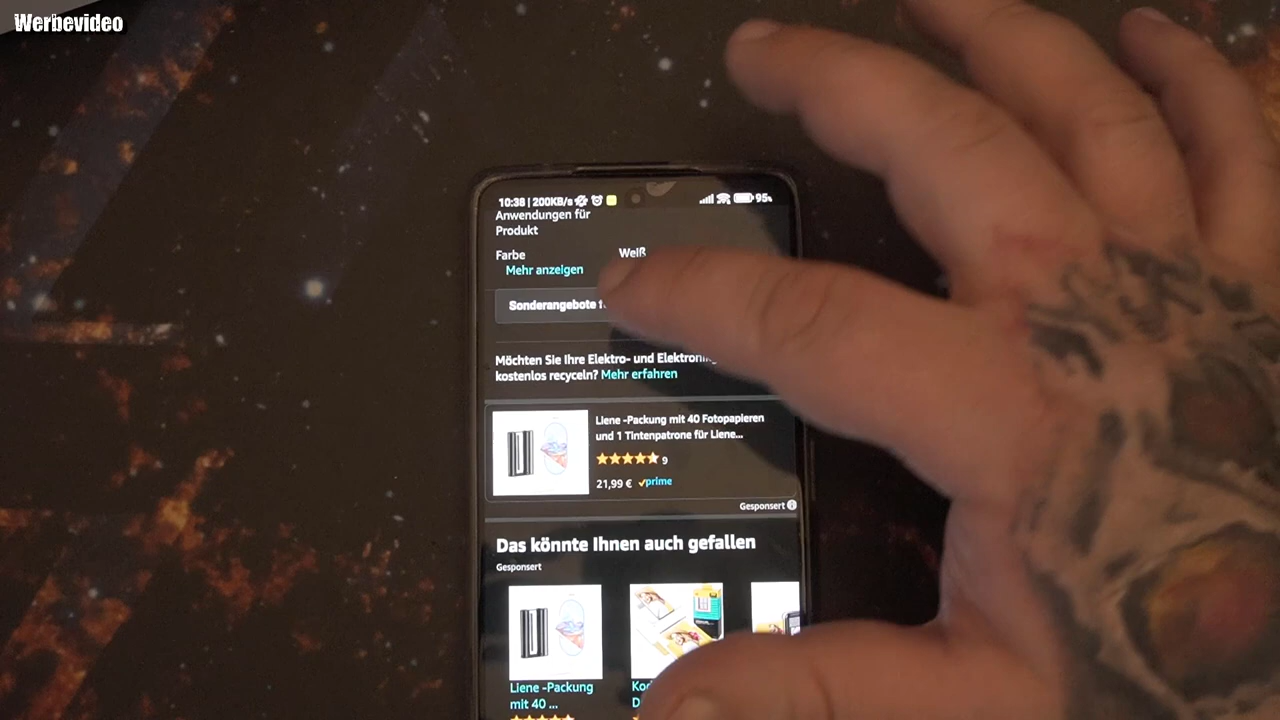 Werbevideo
10:38 | 200KB/s
95%
Anwendungen für
Produkt
Farbe
Weiß
Mehr anzeigen
Sonderangebote
Möchten Sie Ihre Elektro- und
kostenlos recyceln? Mehr erfahren
Liene -Packung mit 40 Fotopapieren
und 1 Tintenpatrone für Liene...
9
21,99 € prime
Gesponsert
Das könnte Ihnen auch gefallen
Gesponsert
Liene -Packung
mit 40 ...